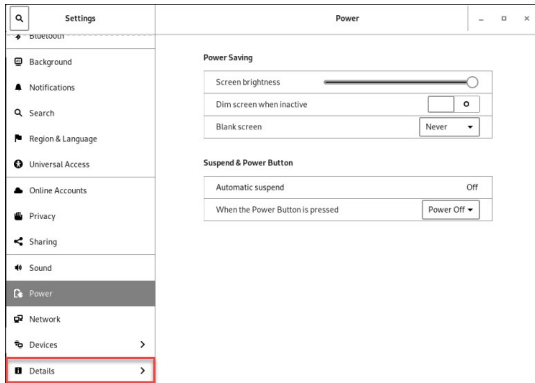 Settings
Power
Bluetooth
Background
Notifications
Search
Region & Language
Universal Access
Online Accounts
Privacy
Sharing
Sound
Power
Network
Devices
Details
Power Saving
Screen brightness
Dim screen when inactive
Blank screen
Never
Suspend & Power Button
Automatic suspend
Off
When the Power Button is pressed
Power Off